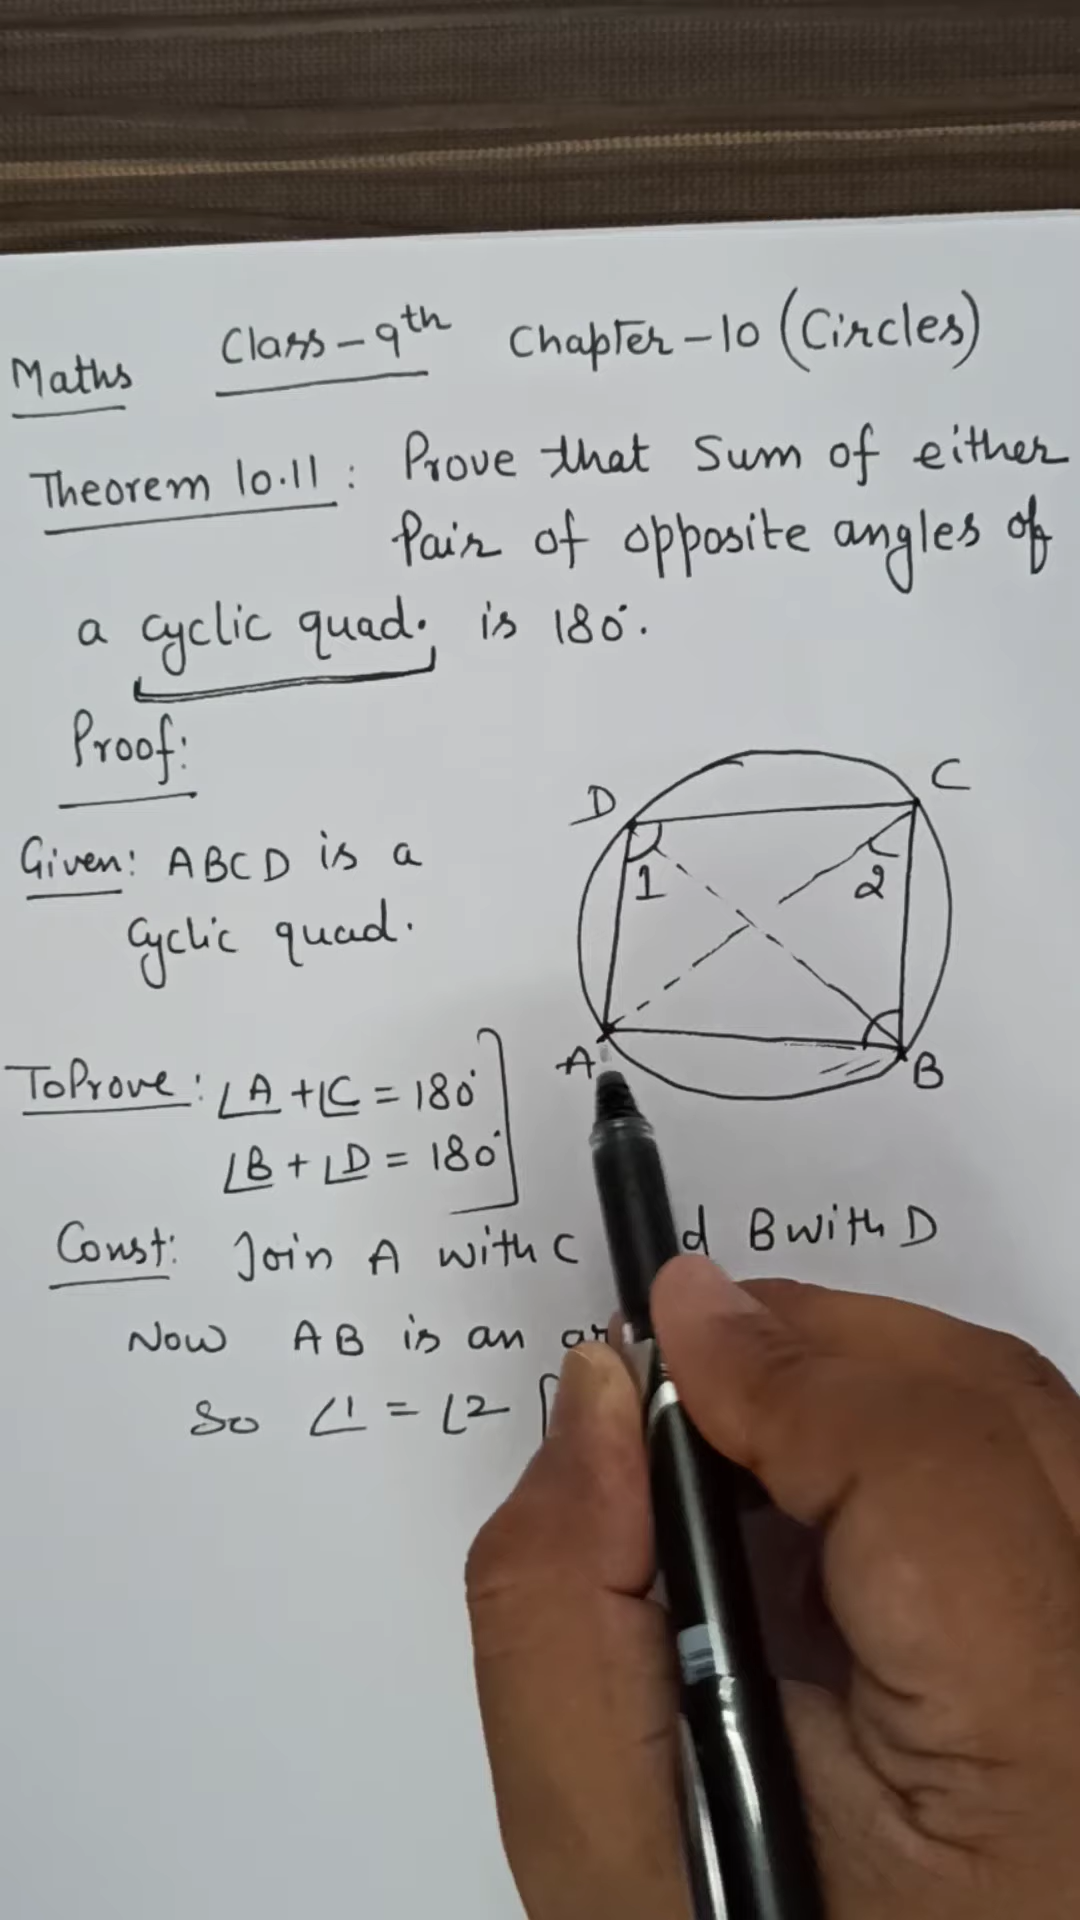 Maths Class-9th Chapter-10 (Circles)
Theorem 10.11: Prove that Sum of either
Pair of opposite angles of
a cyclic quad. is 180°.
Proof:
Given: ABCD is a
Cyclic quad.
To Prove: ∠A + ∠C = 180°
∠B + ∠D = 180°
Const: Join A with C d B with D
Now AB is an
So ∠1 = ∠2 [
D C
1 2
A B